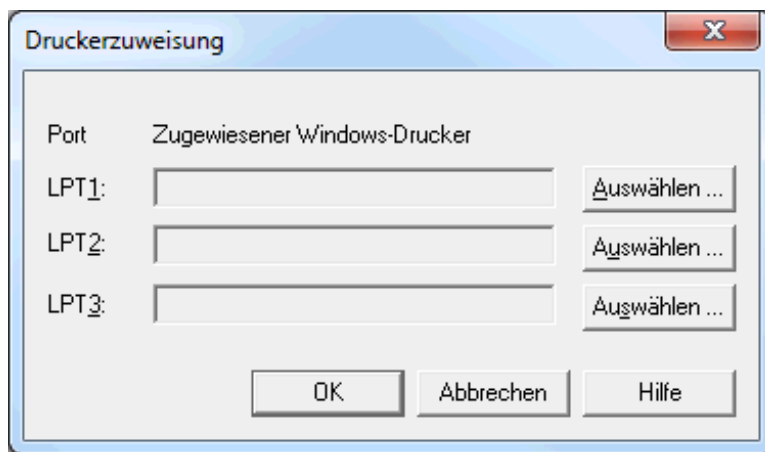 Druckerzuweisung
Port Zugewiesener Windows-Drucker
LPT1: Auswählen ...
LPT2: Auswählen ...
LPT3: Auswählen ...
OK Abbrechen Hilfe